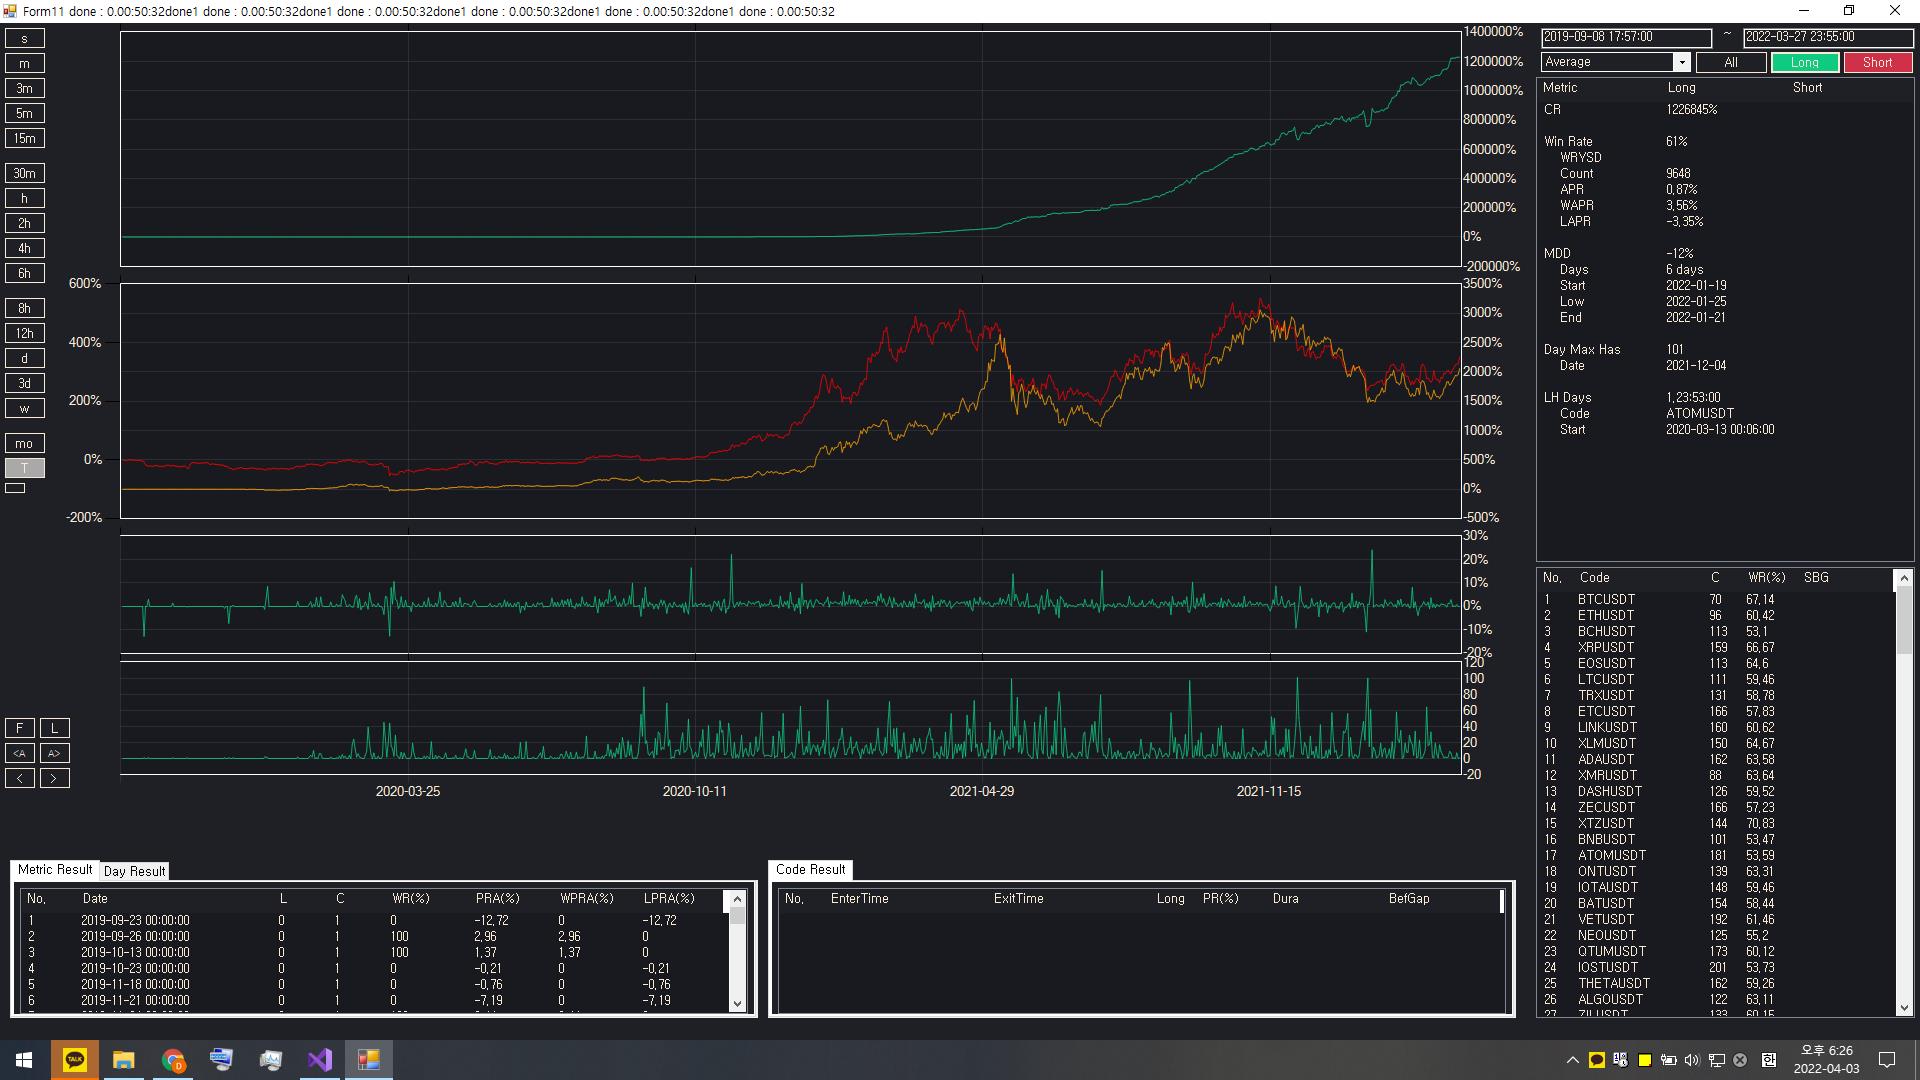 Form11 done : 0.00:50:32done1 done : 0.00:50:32done1 done : 0.00:50:32done1 done : 0.00:50:32done1 done : 0.00:50:32done1 done : 0.00:50:32
s
m
3m
5m
15m
30m
h
2h
4h
6h
8h
12h
d
3d
w
mo
T
F L
<A A>
< >
1400000%
1200000%
1000000%
800000%
600000%
400000%
200000%
0%
-200000%
600%
400%
200%
0%
-200%
3500%
3000%
2500%
2000%
1500%
1000%
500%
0%
-500%
30%
20%
10%
0%
-10%
-20%
120
100
80
60
40
20
0
-20
2020-03-25 2020-10-11 2021-04-29 2021-11-15
2019-09-08 17:57:00 ~ 2022-03-27 23:55:00
Average All Long Short
Metric Long Short
CR 1226845%
Win Rate 61%
WRYSD
Count 9648
APR 0,87%
WAPR 3,56%
LAPR -3,35%
MDD -12%
Days 6 days
Start 2022-01-19
Low 2022-01-25
End 2022-01-21
Day Max Has 101
Date 2021-12-04
LH Days 1,23:53:00
Code ATOMUSDT
Start 2020-03-13 00:06:00
No, Code C WR(%) SBG
1 BTCUSDT 70 67,14
2 ETHUSDT 96 60,42
3 BCHUSDT 113 53,1
4 XRPUSDT 159 66,67
5 EOSUSDT 113 64,6
6 LTCUSDT 111 59,46
7 TRXUSDT 131 58,78
8 ETCUSDT 166 57,83
9 LINKUSDT 160 60,62
10 XLMUSDT 150 64,67
11 ADAUSDT 162 63,58
12 XMRUSDT 88 63,64
13 DASHUSDT 126 59,52
14 ZECUSDT 166 57,23
15 XTZUSDT 144 70,83
16 BNBUSDT 101 53,47
17 ATOMUSDT 181 53,59
18 ONTUSDT 139 63,31
19 IOTAUSDT 148 59,46
20 BATUSDT 154 58,44
21 VETUSDT 192 61,46
22 NEOUSDT 125 55,2
23 QTUMUSDT 173 60,12
24 IOSTUSDT 201 53,73
25 THETAUSDT 162 59,26
26 ALGOUSDT 122 63,11
27 ZILUSDT 133 60,15
Metric Result Day Result
No, Date L C WR(%) PRA(%) WPRA(%) LPRA(%)
1 2019-09-23 00:00:00 0 1 0 -12,72 0 -12,72
2 2019-09-26 00:00:00 0 1 100 2,96 2,96 0
3 2019-10-13 00:00:00 0 1 100 1,37 1,37 0
4 2019-10-23 00:00:00 0 1 0 -0,21 0 -0,21
5 2019-11-18 00:00:00 0 1 0 -0,76 0 -0,76
6 2019-11-21 00:00:00 0 1 0 -7,19 0 -7,19
Code Result
No, EnterTime ExitTime Long PR(%) Dura BefGap
TALK
오후 6:26
2022-04-03